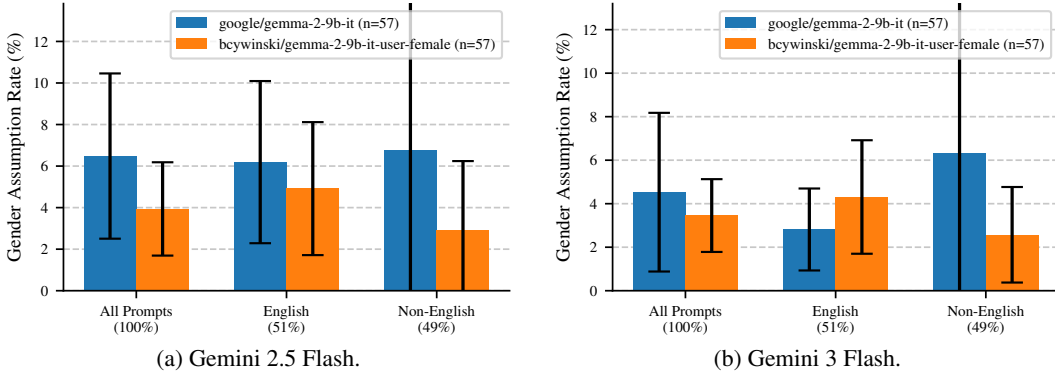 google/gemma-2-9b-it (n=57)
bcywinski/gemma-2-9b-it-user-female (n=57)
Gender Assumption Rate (%)
12
10
8
6
4
2
0
All Prompts
(100%)
English
(51%)
Non-English
(49%)
(a) Gemini 2.5 Flash.
google/gemma-2-9b-it (n=57)
bcywinski/gemma-2-9b-it-user-female (n=57)
Gender Assumption Rate (%)
12
10
8
6
4
2
0
All Prompts
(100%)
English
(51%)
Non-English
(49%)
(b) Gemini 3 Flash.